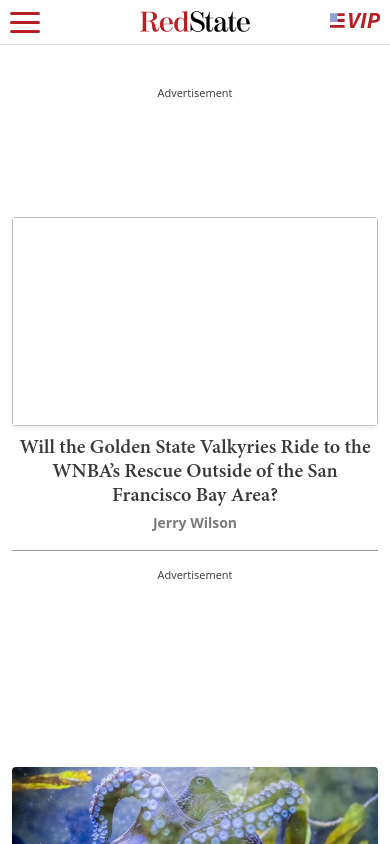 RedState
VIP
Advertisement
Will the Golden State Valkyries Ride to the
WNBA’s Rescue Outside of the San
Francisco Bay Area?
Jerry Wilson
Advertisement